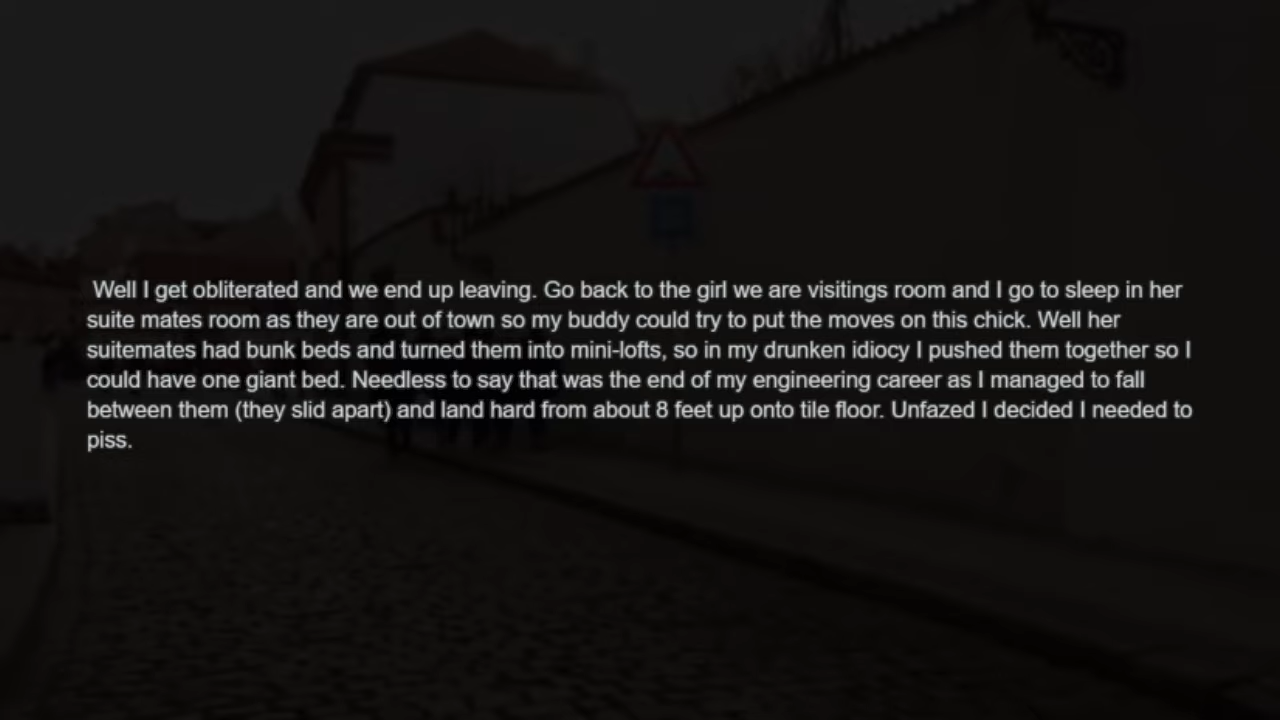 Well I get obliterated and we end up leaving. Go back to the girl we are visitings room and I go to sleep in her
suite mates room as they are out of town so my buddy could try to put the moves on this chick. Well her
suitemates had bunk beds and turned them into mini-lofts, so in my drunken idiocy I pushed them together so I
could have one giant bed. Needless to say that was the end of my engineering career as I managed to fall
between them (they slid apart) and land hard from about 8 feet up onto tile floor. Unfazed I decided I needed to
piss.